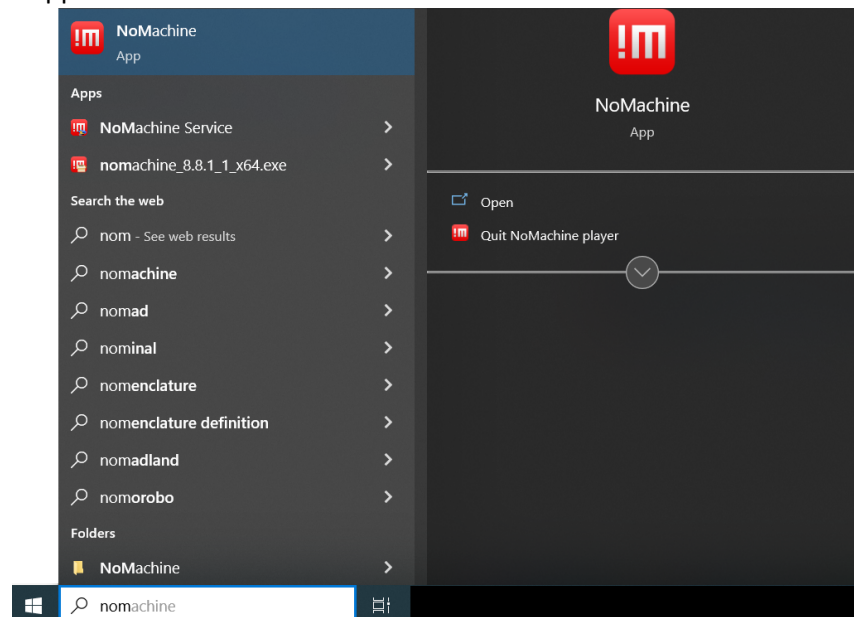 NoMachine
App
Apps
NoMachine Service
nomachine_8.8.1_1_x64.exe
Search the web
nom - See web results
nomachine
nomad
nominal
nomenclature
nomenclature definition
nomadland
nomorobo
Folders
NoMachine
nomachine
!m
NoMachine
App
Open
Quit NoMachine player